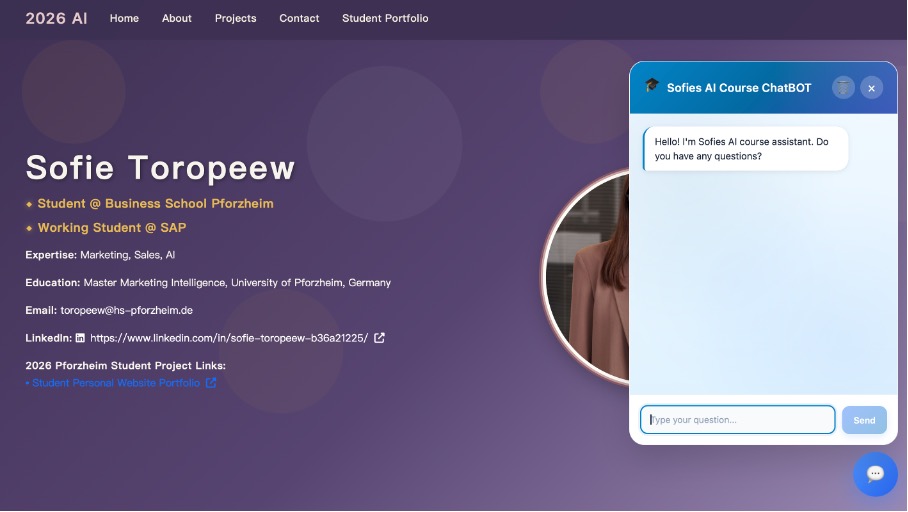 2026 AI
Home
About
Projects
Contact
Student Portfolio
Sofie Toropeew
Student @ Business School Pforzheim
Working Student @ SAP
Expertise: Marketing, Sales, AI
Education: Master Marketing Intelligence, University of Pforzheim, Germany
Email: toropeew@hs-pforzheim.de
LinkedIn: https://www.linkedin.com/in/sofie-toropeew-b36a21225/
2026 Pforzheim Student Project Links:
• Student Personal Website Portfolio
Sofies AI Course ChatBOT
Hello! I'm Sofies AI course assistant. Do
you have any questions?
Type your question...
Send